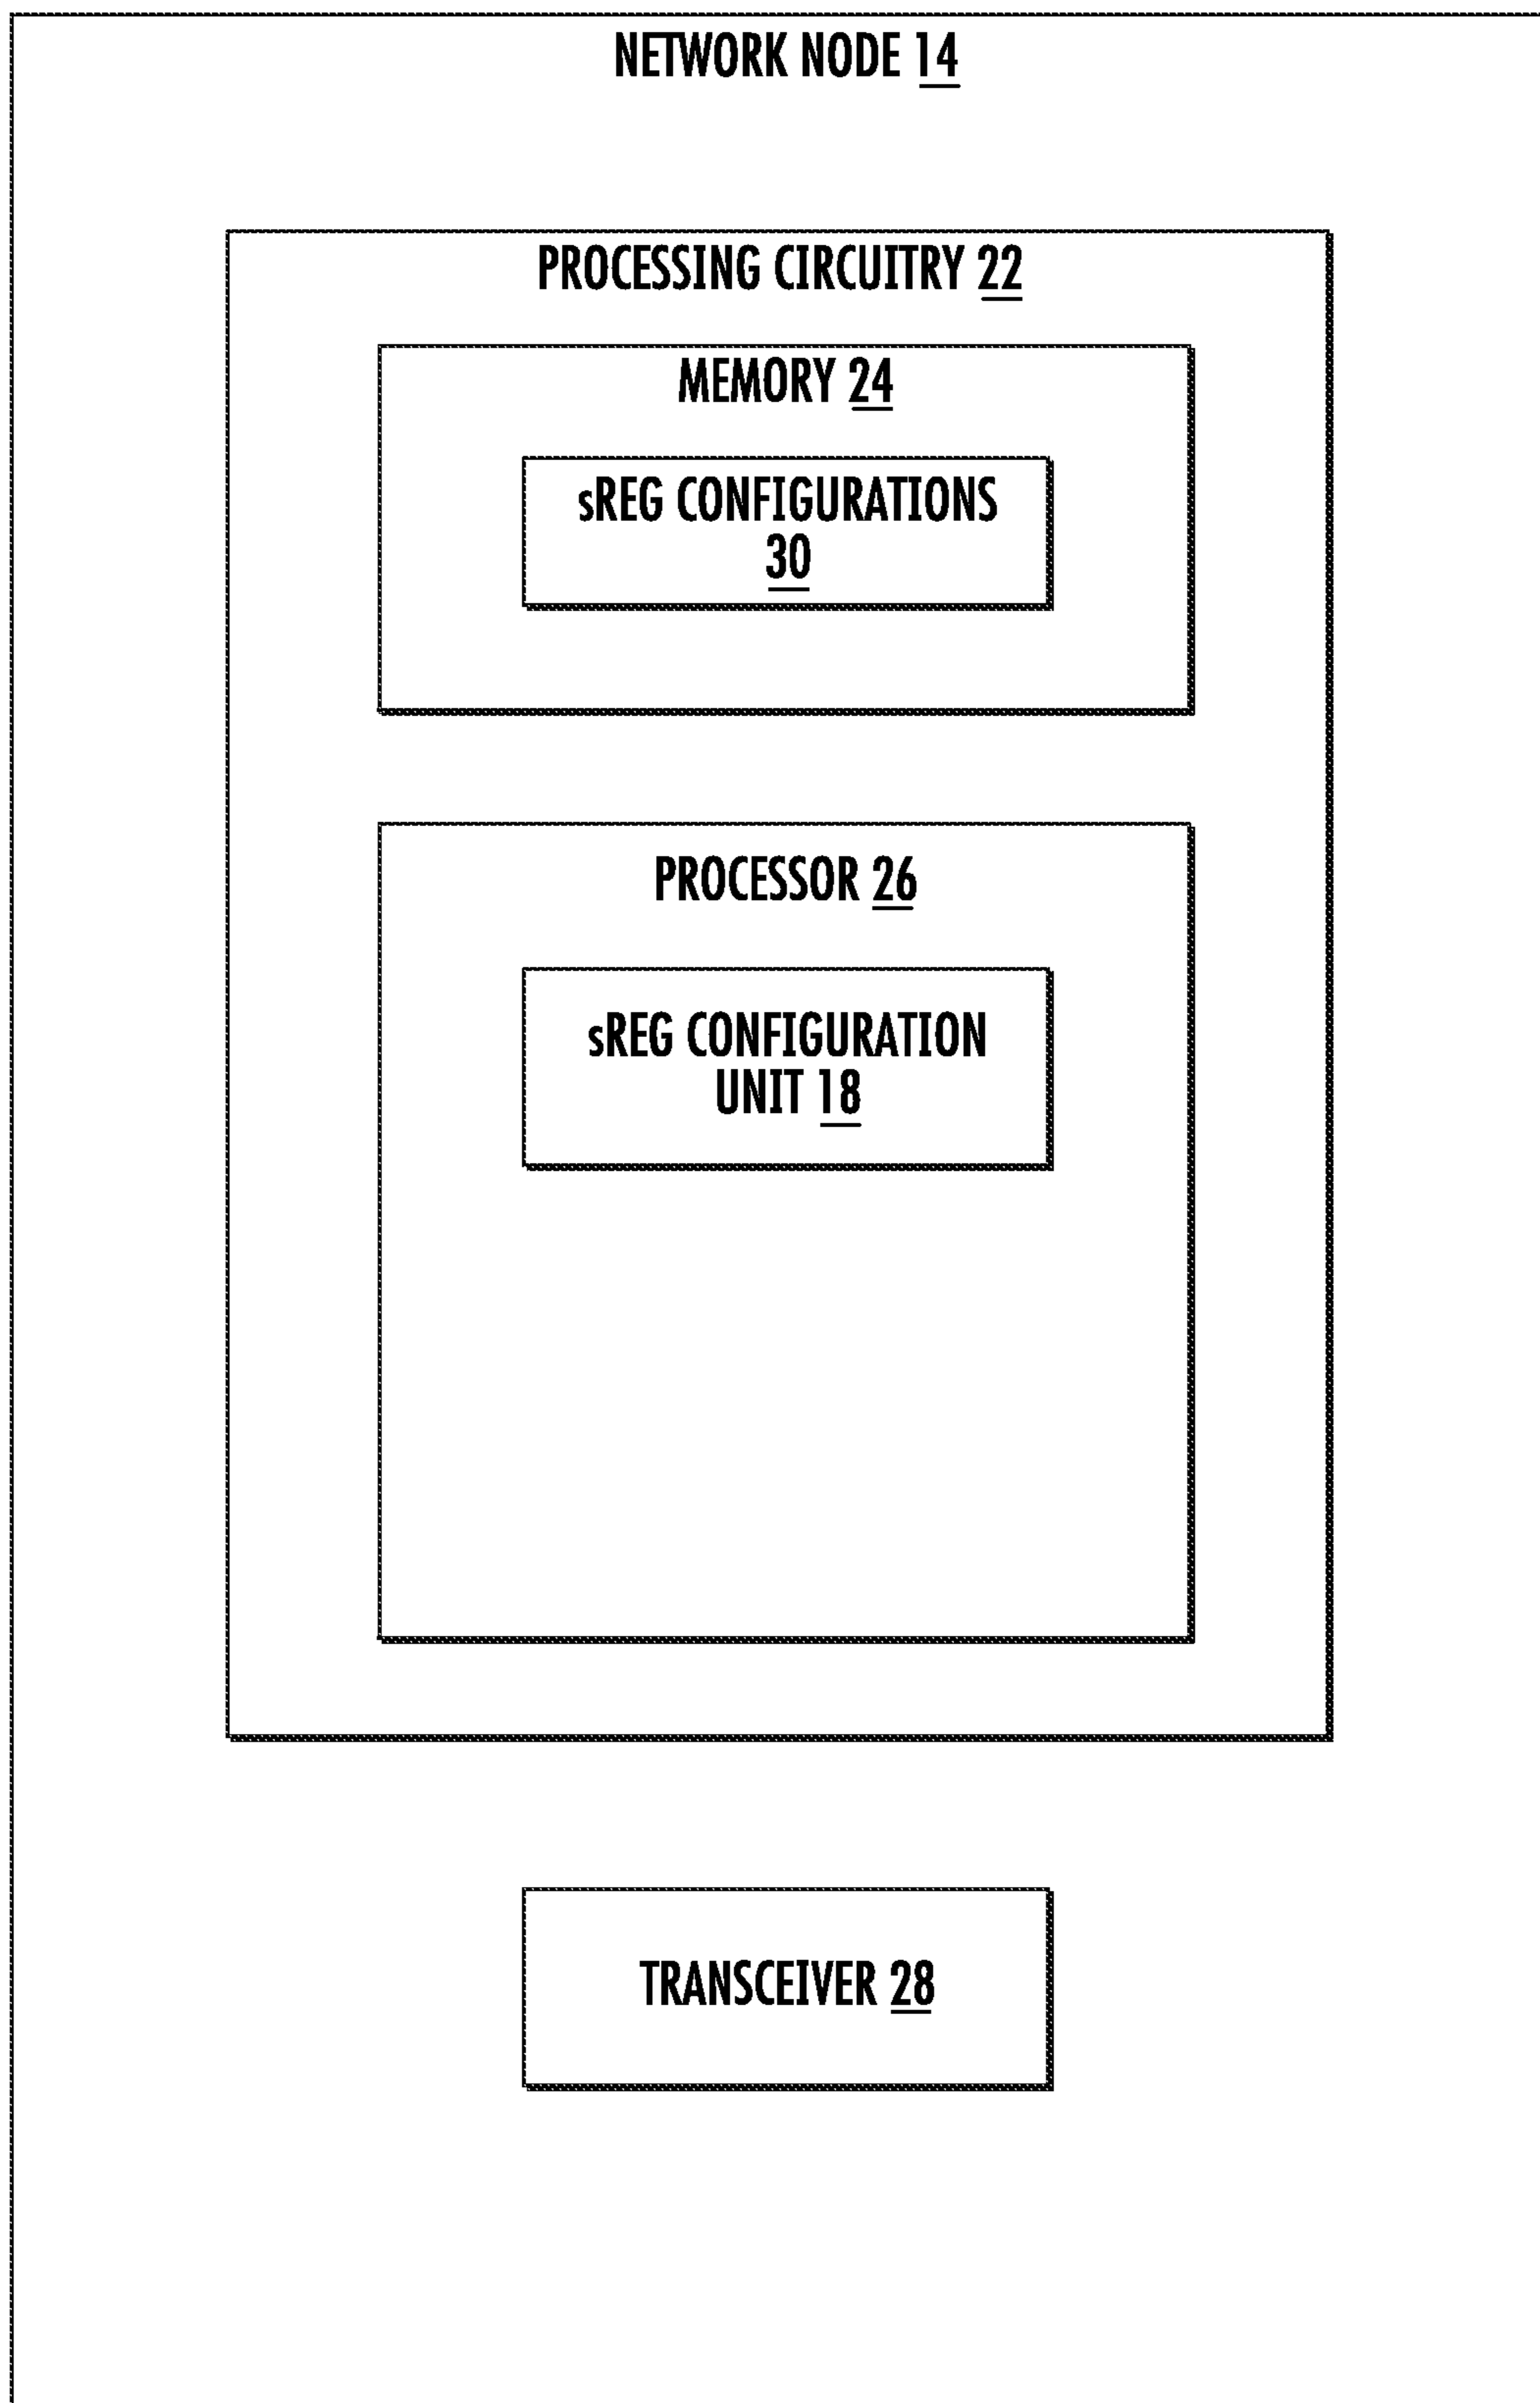 NETWORK NODE 14
PROCESSING CIRCUITRY 22
MEMORY 24
sREG CONFIGURATIONS
30
PROCESSOR 26
sREG CONFIGURATION
UNIT 18
TRANSCEIVER 28